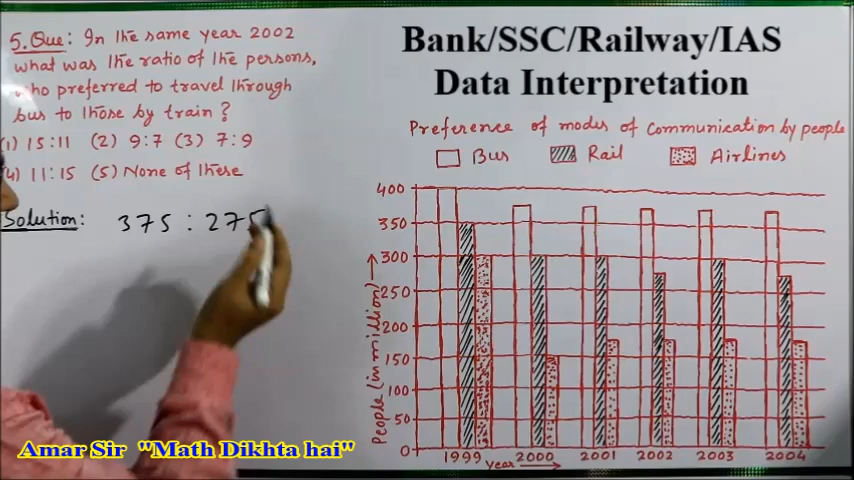 5. Que: In the same year 2002
what was the ratio of the persons,
who preferred to travel through
bus to those by train?
(1) 15:11 (2) 9:7 (3) 7:9
(4) 11:15 (5) None of these
Solution: 375 : 275
Bank/SSC/Railway/IAS
Data Interpretation
Preference of modes of Communication by people
Bus Rail Airlines
400
350
300
250
200
150
100
50
0
People (in million)
1999 2000 2001 2002 2003 2004
year
Amar Sir "Math Dikhta hai"